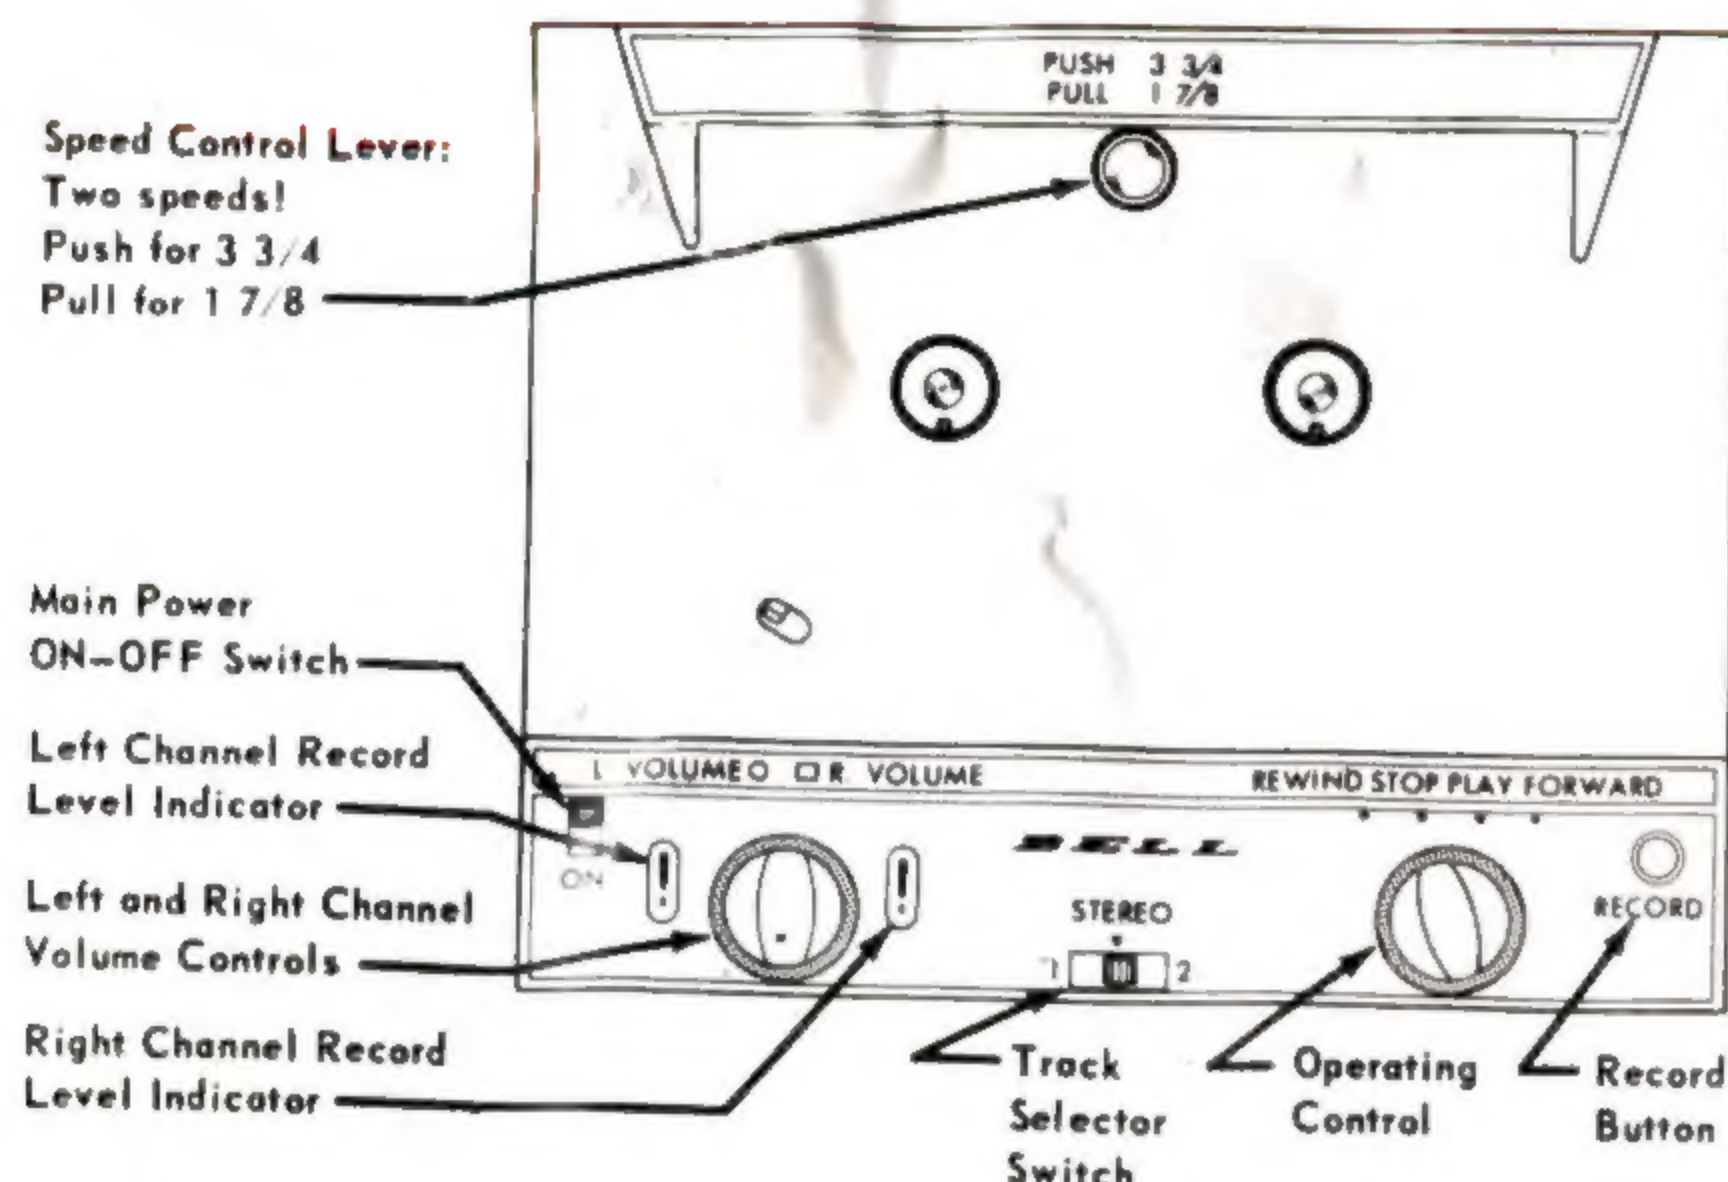 PUSH 3 3/4
PULL 1 7/8
Speed Control Lever:
Two speeds!
Push for 3 3/4
Pull for 1 7/8
Main Power
ON-OFF Switch
Left Channel Record
Level Indicator
Left and Right Channel
Volume Controls
Right Channel Record
Level Indicator
L VOLUME O □ R VOLUME
REWIND STOP PLAY FORWARD
ON
BELL
STEREO
1 2
RECORD
Track
Selector
Switch
Operating
Control
Record
Button